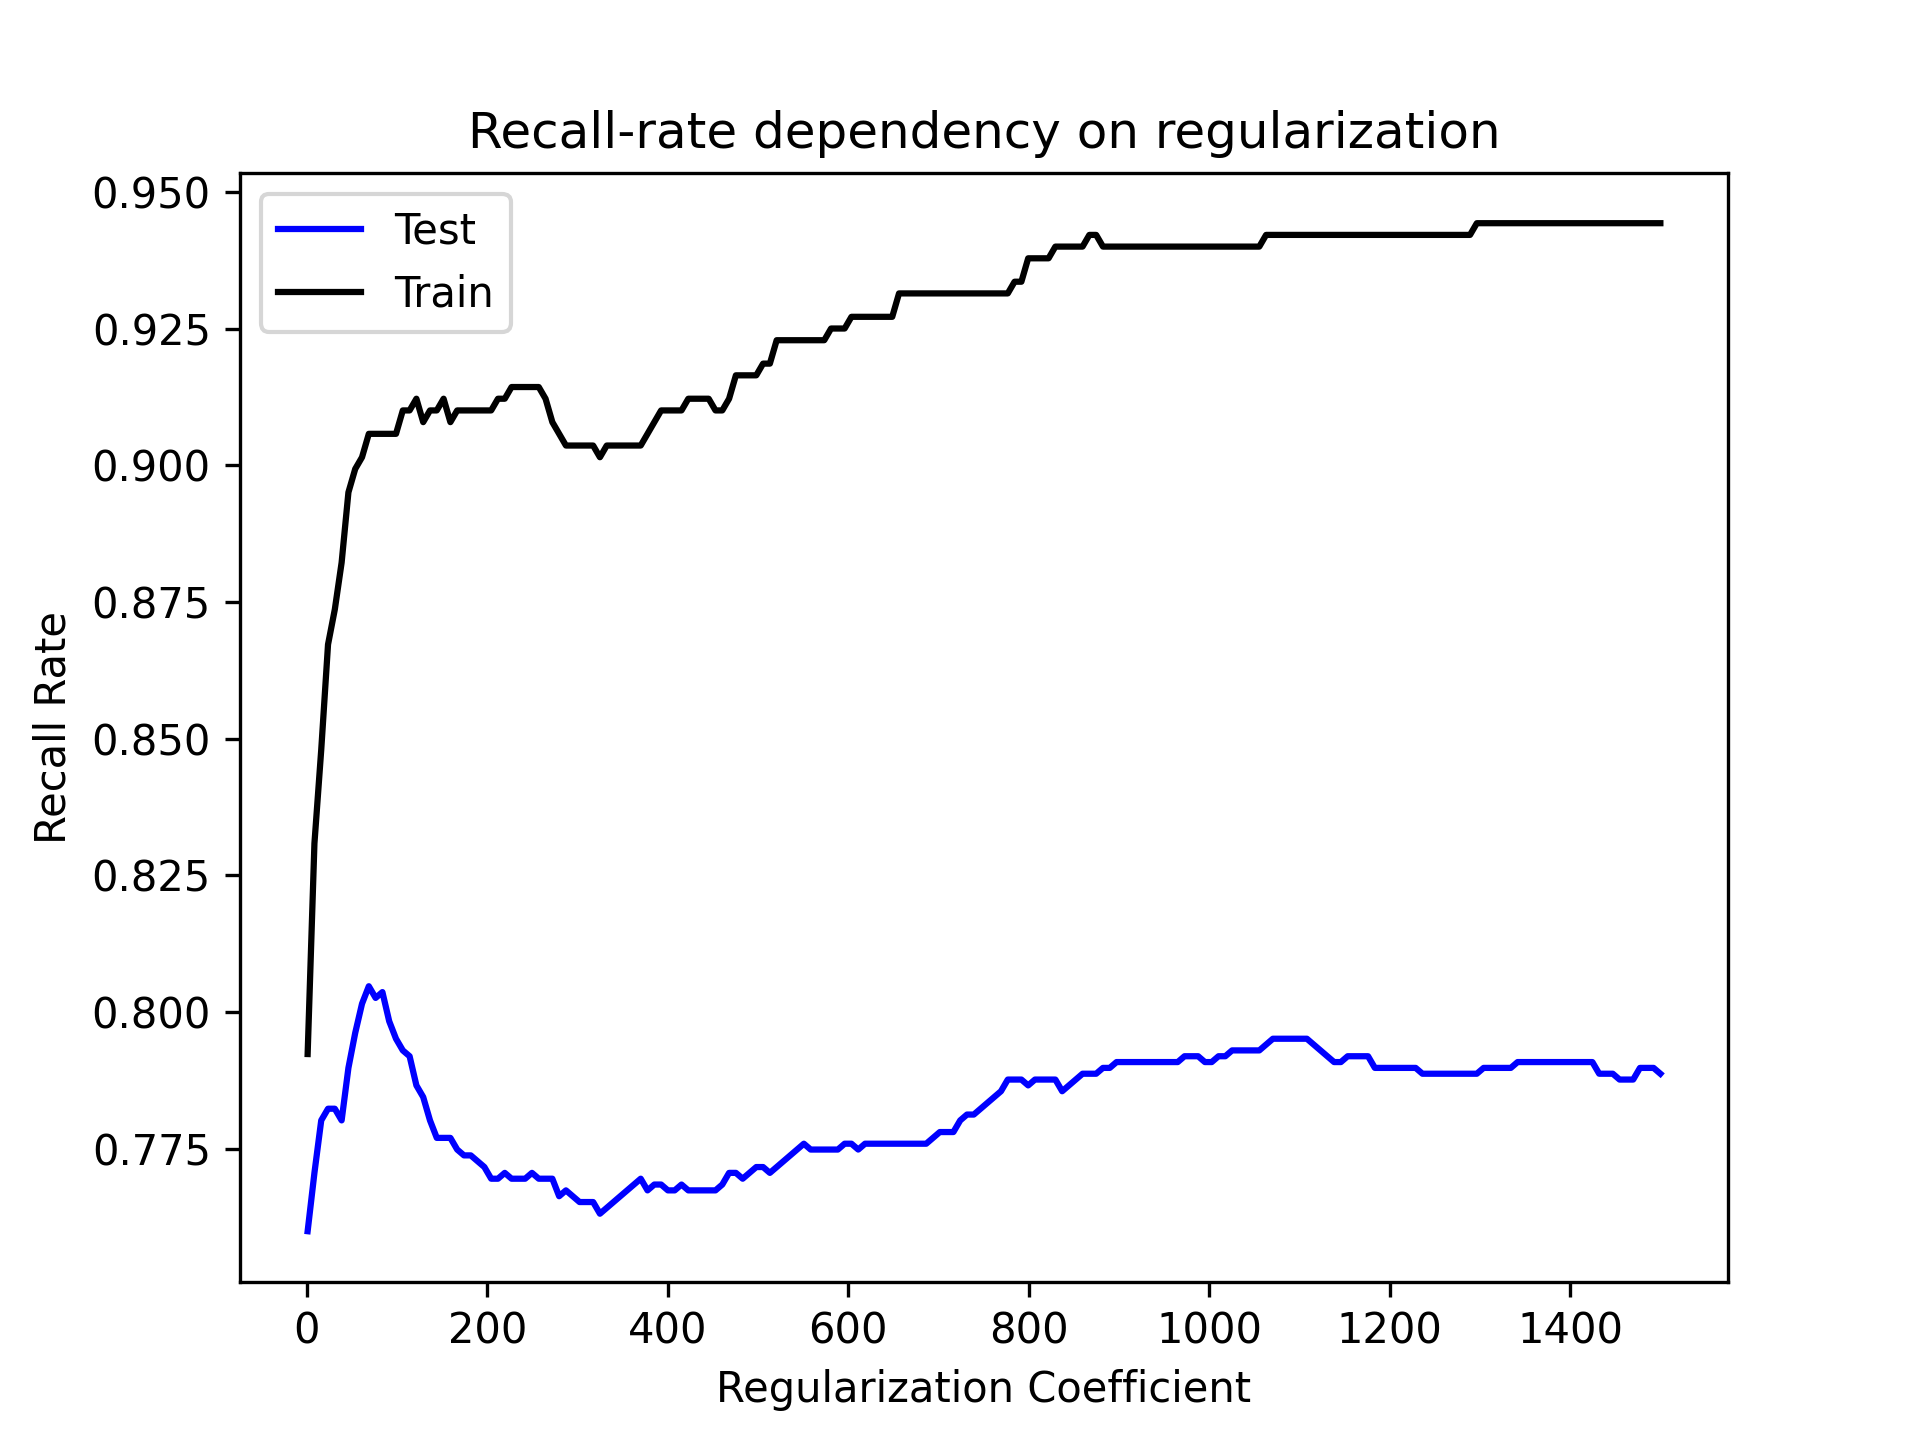 Recall-rate dependency on regularization
Test
Train
Recall Rate
0.950
0.925
0.900
0.875
0.850
0.825
0.800
0.775
0 200 400 600 800 1000 1200 1400
Regularization Coefficient